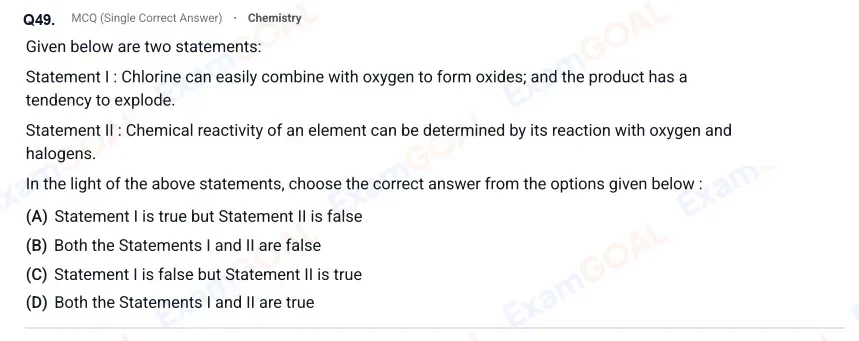 Q49. MCQ (Single Correct Answer) · Chemistry
Given below are two statements:
Statement I : Chlorine can easily combine with oxygen to form oxides; and the product has a
tendency to explode.
Statement II : Chemical reactivity of an element can be determined by its reaction with oxygen and
halogens.
In the light of the above statements, choose the correct answer from the options given below :
(A) Statement I is true but Statement II is false
(B) Both the Statements I and II are false
(C) Statement I is false but Statement II is true
(D) Both the Statements I and II are true
ExamGOAL